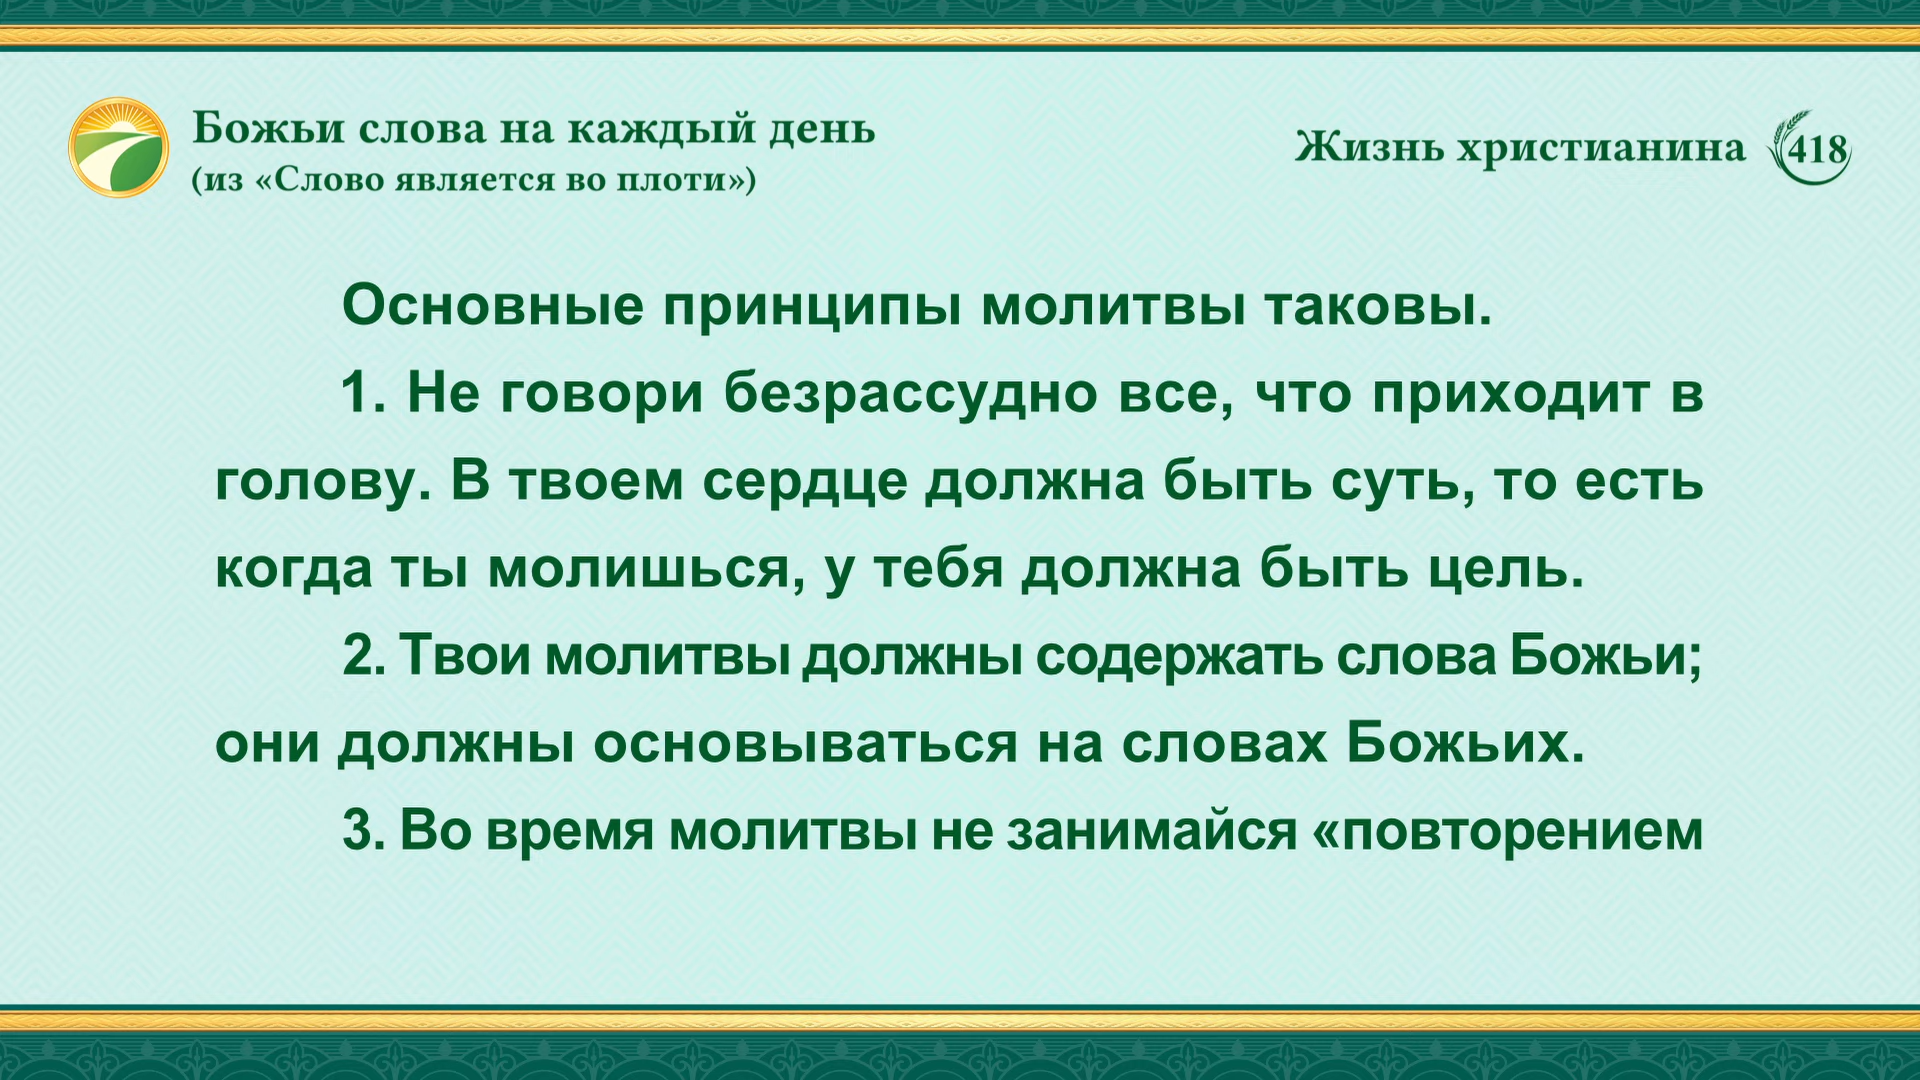 Божьи слова на каждый день
(из «Слово является во плоти»)
Жизнь христианина 418
Основные принципы молитвы таковы.
1. Не говори безрассудно все, что приходит в
голову. В твоем сердце должна быть суть, то есть
когда ты молишься, у тебя должна быть цель.
2. Твои молитвы должны содержать слова Божьи;
они должны основываться на словах Божьих.
3. Во время молитвы не занимайся «повторением